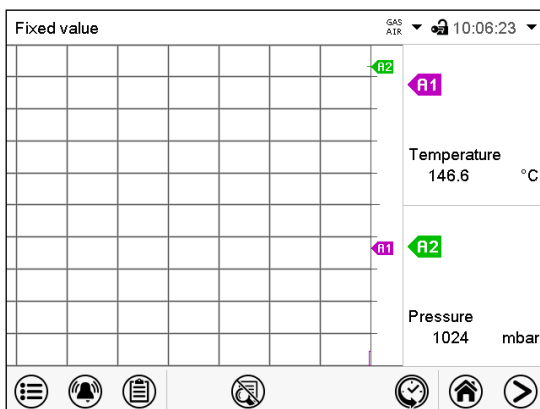 Fixed value
GAS
AIR
10:06:23
A2
A1
Temperature
146.6 °C
A1
A2
Pressure
1024 mbar